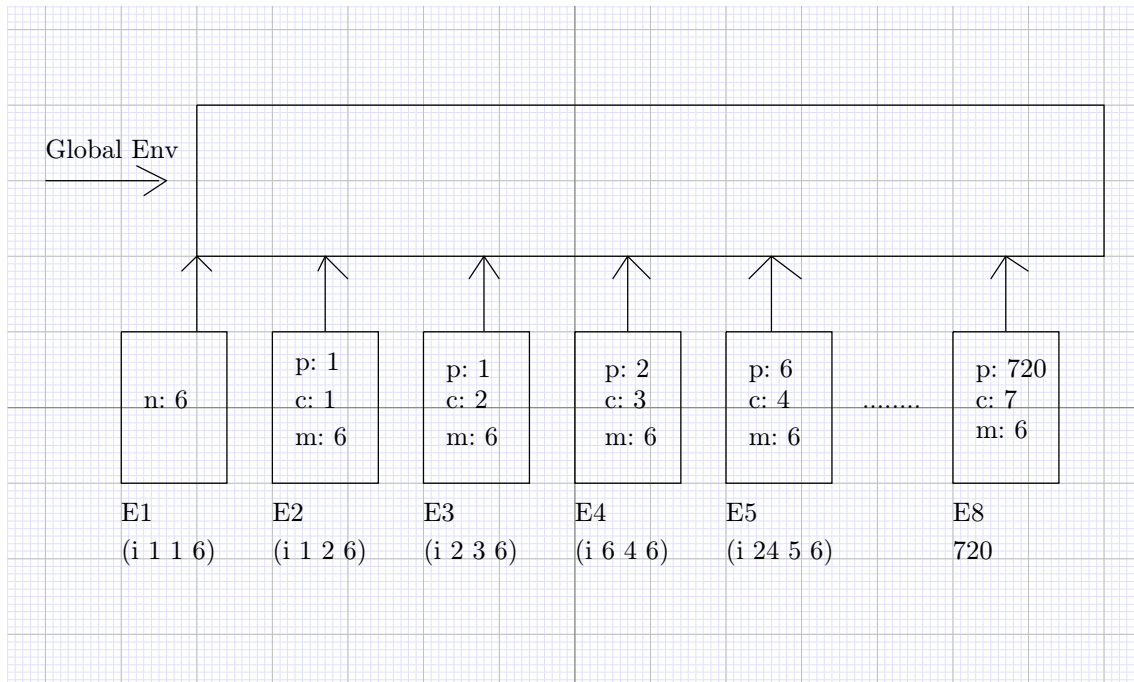 Global Env
n: 6
p: 1
c: 1
m: 6
p: 1
c: 2
m: 6
p: 2
c: 3
m: 6
p: 6
c: 4
m: 6
........
p: 720
c: 7
m: 6
E1
(i 1 1 6)
E2
(i 1 2 6)
E3
(i 2 3 6)
E4
(i 6 4 6)
E5
(i 24 5 6)
E8
720